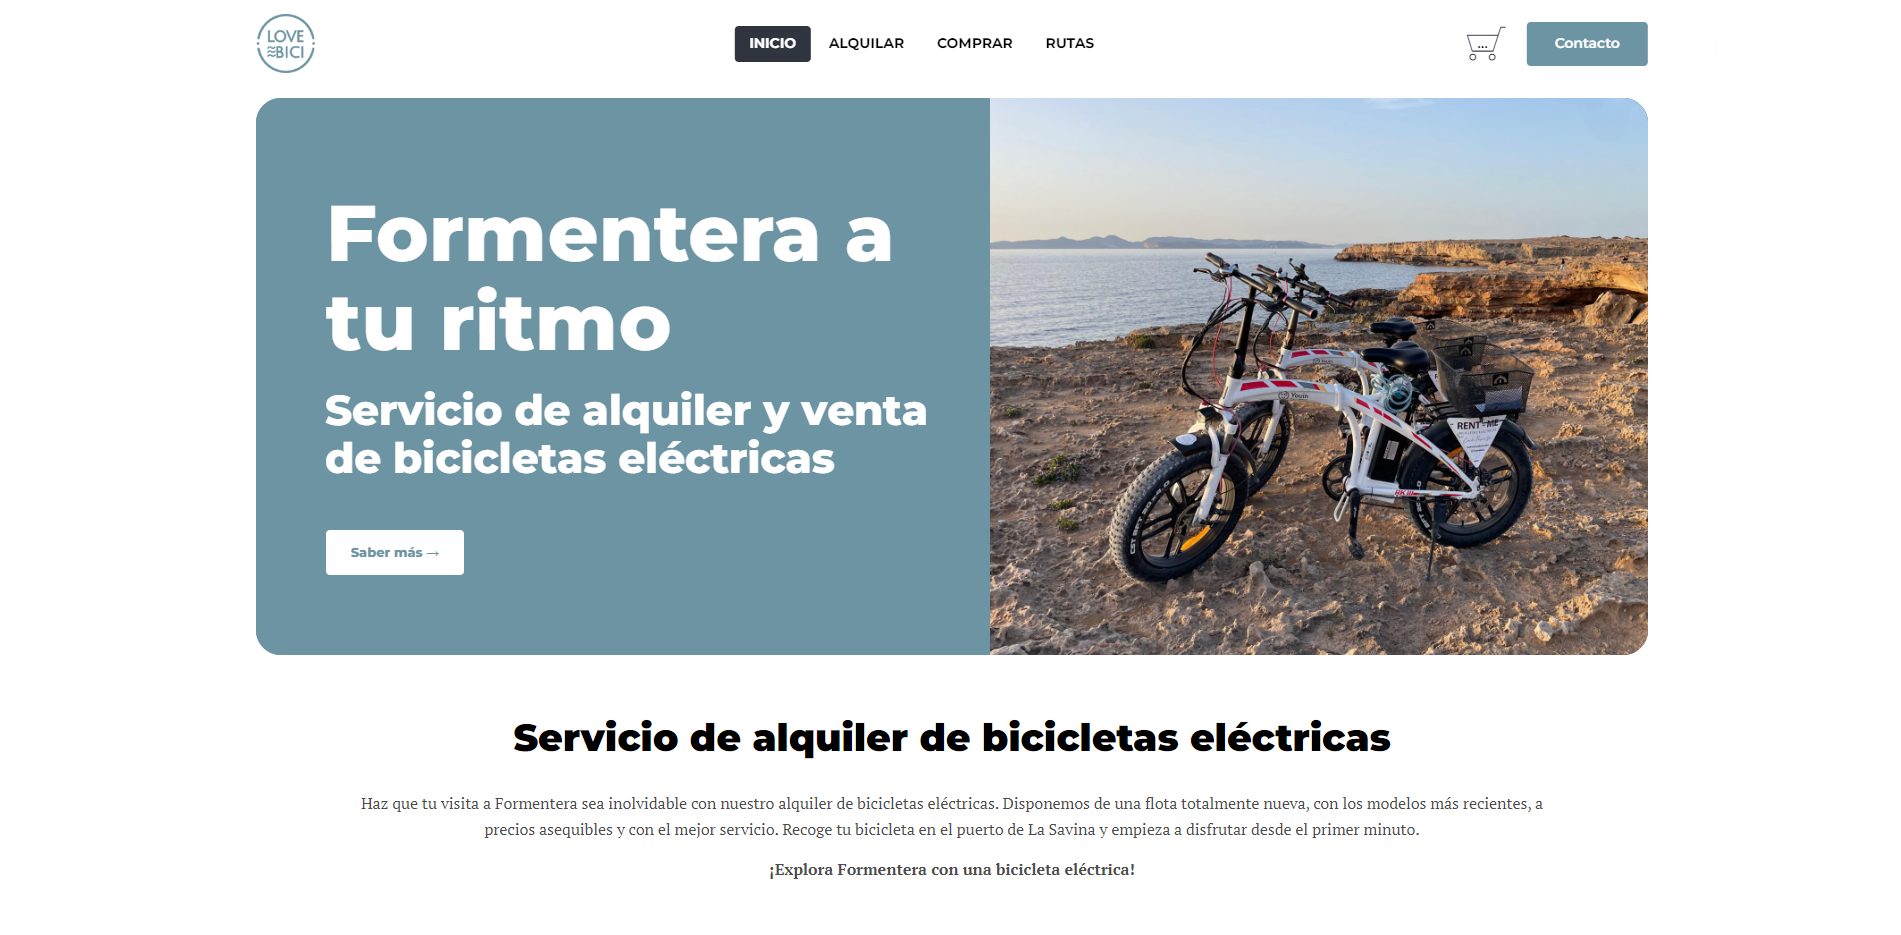 LOVE
BICI
INICIO
ALQUILAR
COMPRAR
RUTAS
...
Contacto
Formentera a
tu ritmo
Servicio de alquiler y venta
de bicicletas eléctricas
Saber más →
Youin
RENT ME
Servicio de alquiler de bicicletas eléctricas
Haz que tu visita a Formentera sea inolvidable con nuestro alquiler de bicicletas eléctricas. Disponemos de una flota totalmente nueva, con los modelos más recientes, a
precios asequibles y con el mejor servicio. Recoge tu bicicleta en el puerto de La Savina y empieza a disfrutar desde el primer minuto.
¡Explora Formentera con una bicicleta eléctrica!